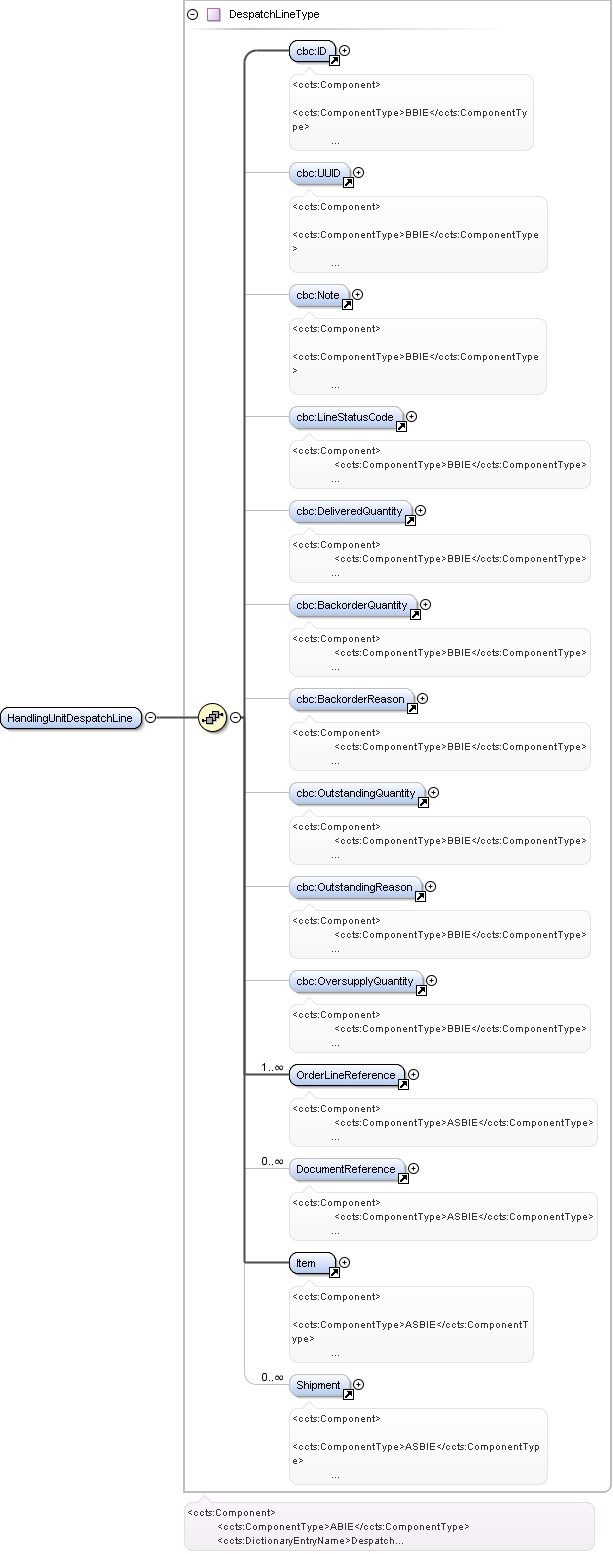 DespatchLineType
cbc:ID
<ccts:Component>
<ccts:ComponentType>BBIE</ccts:ComponentTy
pe>
...
cbc:UUID
<ccts:Component>
<ccts:ComponentType>BBIE</ccts:ComponentType
>
...
cbc:Note
<ccts:Component>
<ccts:ComponentType>BBIE</ccts:ComponentType
>
...
cbc:LineStatusCode
<ccts:Component>
<ccts:ComponentType>BBIE</ccts:ComponentType>
...
cbc:DeliveredQuantity
<ccts:Component>
<ccts:ComponentType>BBIE</ccts:ComponentType>
...
cbc:BackorderQuantity
<ccts:Component>
<ccts:ComponentType>BBIE</ccts:ComponentType>
...
cbc:BackorderReason
<ccts:Component>
<ccts:ComponentType>BBIE</ccts:ComponentType>
...
HandlingUnitDespatchLine
cbc:OutstandingQuantity
<ccts:Component>
<ccts:ComponentType>BBIE</ccts:ComponentType>
...
cbc:OutstandingReason
<ccts:Component>
<ccts:ComponentType>BBIE</ccts:ComponentType>
...
cbc:OversupplyQuantity
<ccts:Component>
<ccts:ComponentType>BBIE</ccts:ComponentType>
...
1..∞
OrderLineReference
<ccts:Component>
<ccts:ComponentType>ASBIE</ccts:ComponentType>
...
0..∞
DocumentReference
<ccts:Component>
<ccts:ComponentType>ASBIE</ccts:ComponentType>
...
Item
<ccts:Component>
<ccts:ComponentType>ASBIE</ccts:ComponentT
ype>
...
0..∞
Shipment
<ccts:Component>
<ccts:ComponentType>ASBIE</ccts:ComponentTyp
e>
...
<ccts:Component>
<ccts:ComponentType>ABIE</ccts:ComponentType>
<ccts:DictionaryEntryName>Despatch...